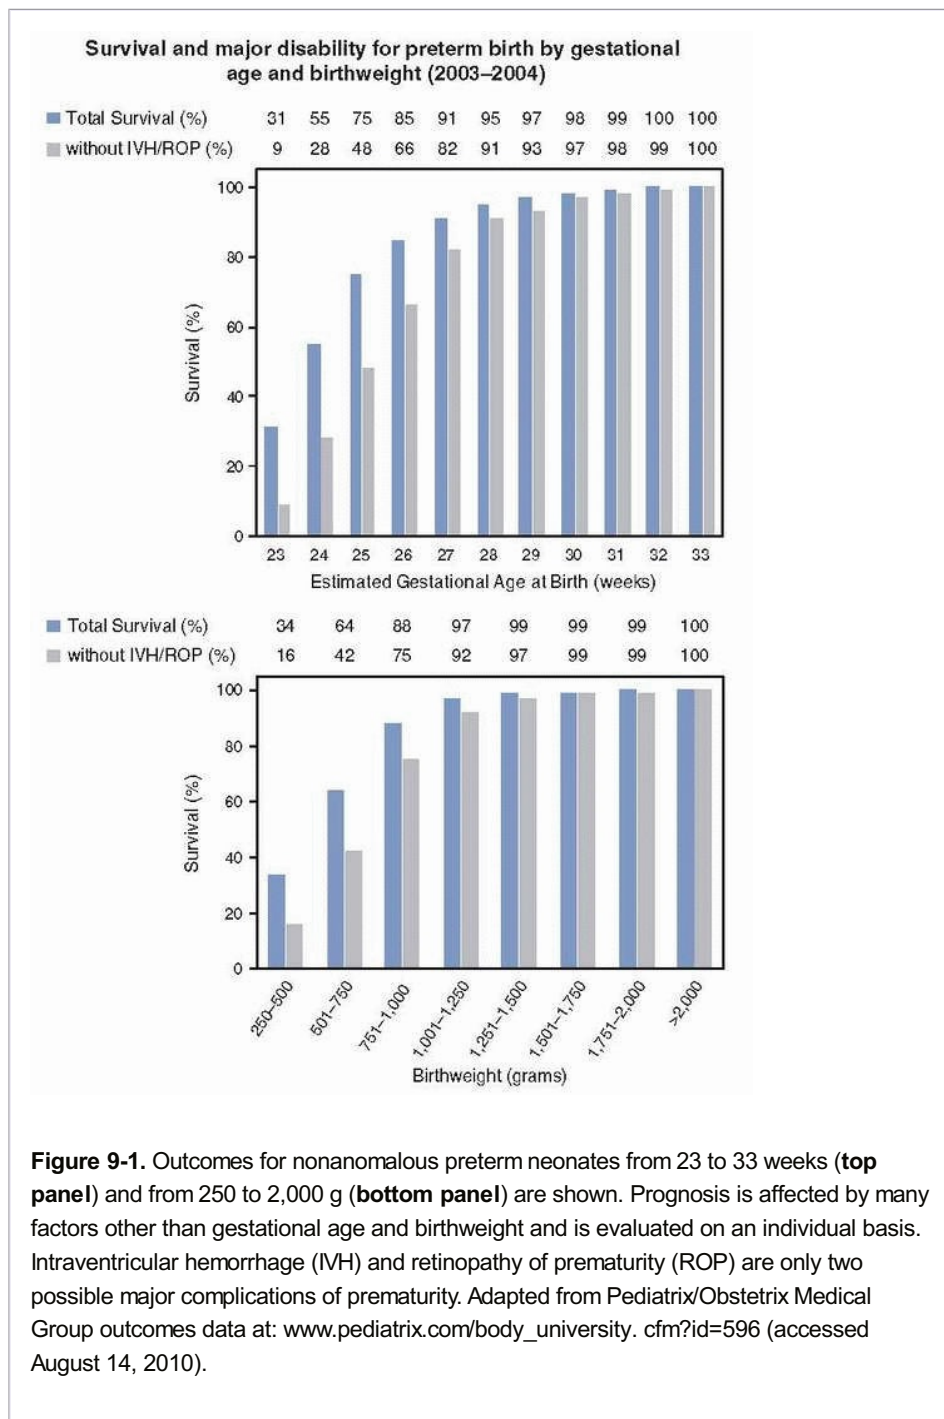 Survival and major disability for preterm birth by gestational
age and birthweight (2003–2004)
Total Survival (%) 31 55 75 85 91 95 97 98 99 100 100
without IVH/ROP (%) 9 28 48 66 82 91 93 97 98 99 100
100
80
60
40
20
0
Survival (%)
23 24 25 26 27 28 29 30 31 32 33
Estimated Gestational Age at Birth (weeks)
Total Survival (%) 34 64 88 97 99 99 99 100
without IVH/ROP (%) 16 42 75 92 97 99 99 100
100
80
60
40
20
0
Survival (%)
250–500 501–750 751–1,000 1,001–1,250 1,251–1,500 1,501–1,750 1,751–2,000 >2,000
Birthweight (grams)
Figure 9-1. Outcomes for nonanomalous preterm neonates from 23 to 33 weeks (top
panel) and from 250 to 2,000 g (bottom panel) are shown. Prognosis is affected by many
factors other than gestational age and birthweight and is evaluated on an individual basis.
Intraventricular hemorrhage (IVH) and retinopathy of prematurity (ROP) are only two
possible major complications of prematurity. Adapted from Pediatrix/Obstetrix Medical
Group outcomes data at: www.pediatrix.com/body_university. cfm?id=596 (accessed
August 14, 2010).